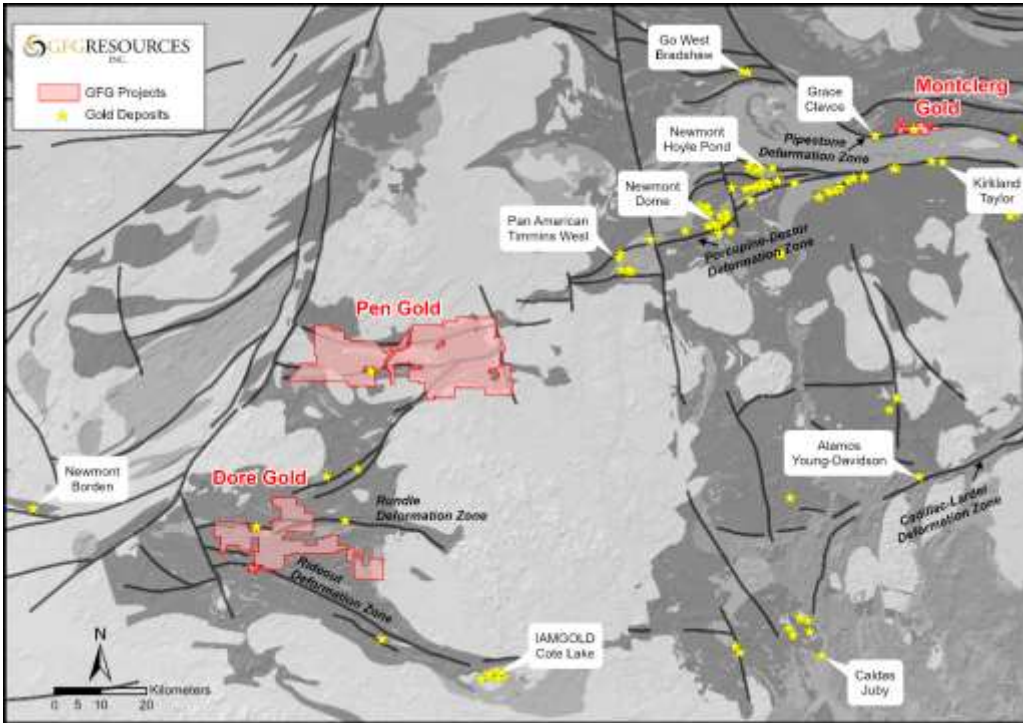 GFGRESOURCES
INC.
GFG Projects
Gold Deposits
Go West
Bradshaw
Grace
Clavos
Montclerg
Gold
Pipestone
Deformation Zone
Newmont
Hoyle Pond
Newmont
Dome
Kirkland
Taylor
Pan American
Timmins West
Porcupine-Destor
Deformation Zone
Pen Gold
Alamos
Young-Davidson
Cadillac-Larder
Deformation Zone
Newmont
Borden
Dore Gold
Rundle
Deformation Zone
Rideout
Deformation Zone
IAMGOLD
Cote Lake
Caldas
Juby
N
Kilometers
0 5 10 20